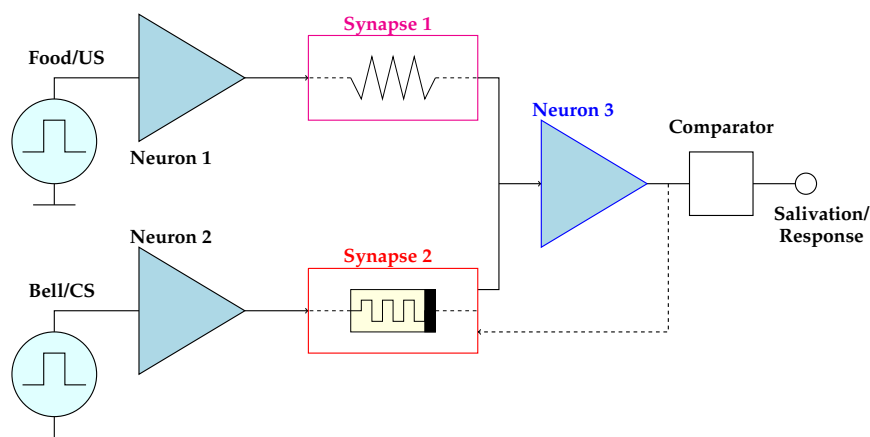 Synapse 1
Food/US
Neuron 1
Neuron 3
Comparator
Salivation/
Response
Neuron 2
Synapse 2
Bell/CS